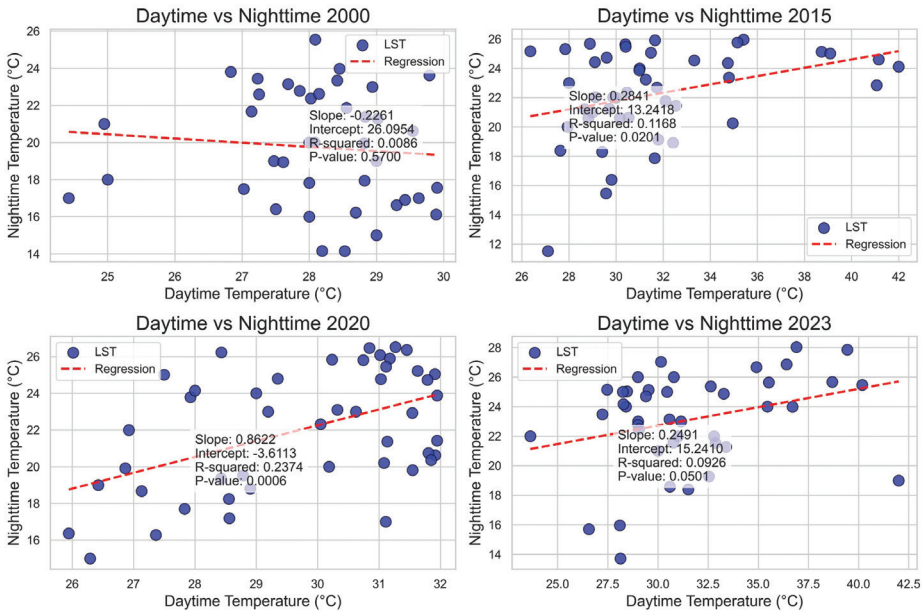 Daytime vs Nighttime 2000
Nighttime Temperature (°C)
26
24
22
20
18
16
14
LST
Regression
Slope: -0.2261
Intercept: 26.0954
R-squared: 0.0086
P-value: 0.5700
25
26
27
28
29
30
Daytime Temperature (°C)
Daytime vs Nighttime 2015
Nighttime Temperature (°C)
26
24
22
20
18
16
14
12
Slope: 0.2841
Intercept: 13.2418
R-squared: 0.1168
P-value: 0.0201
LST
Regression
26
28
30
32
34
36
38
40
42
Daytime Temperature (°C)
Daytime vs Nighttime 2020
Nighttime Temperature (°C)
26
24
22
20
18
16
LST
Regression
Slope: 0.8622
Intercept: -3.6113
R-squared: 0.2374
P-value: 0.0006
26
27
28
29
30
31
32
Daytime Temperature (°C)
Daytime vs Nighttime 2023
Nighttime Temperature (°C)
28
26
24
22
20
18
16
14
LST
Regression
Slope: 0.2491
Intercept: 15.2410
R-squared: 0.0926
P-value: 0.0501
25.0
27.5
30.0
32.5
35.0
37.5
40.0
42.5
Daytime Temperature (°C)